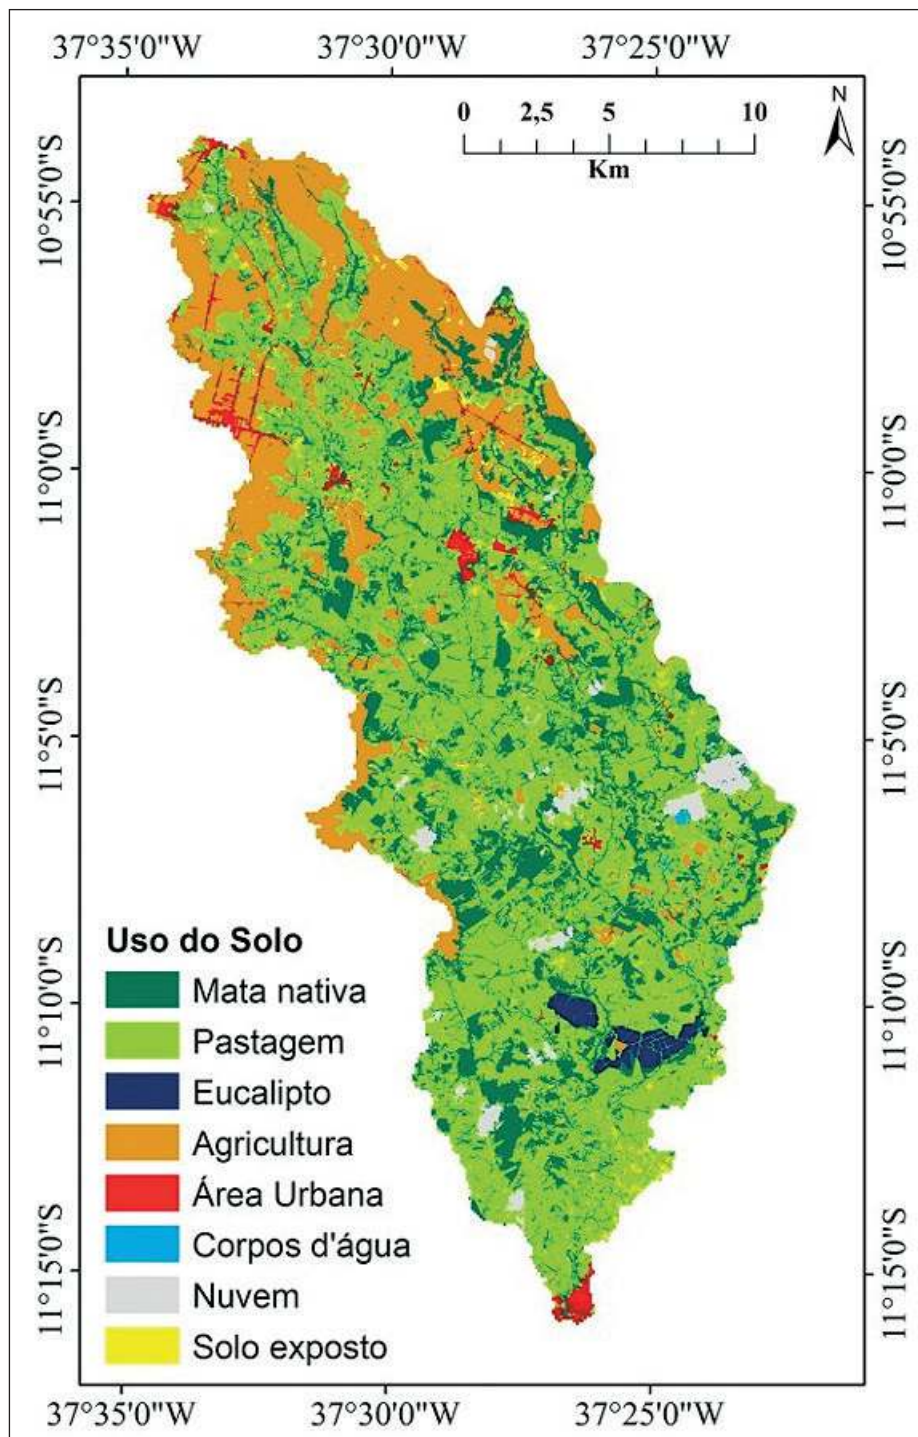 37°35'0"W 37°30'0"W 37°25'0"W
0 2,5 5 10
Km
N
10°55'0"S 10°55'0"S
11°0'0"S 11°0'0"S
11°5'0"S 11°5'0"S
11°10'0"S 11°10'0"S
11°15'0"S 11°15'0"S
Uso do Solo
Mata nativa
Pastagem
Eucalipto
Agricultura
Área Urbana
Corpos d'água
Nuvem
Solo exposto
37°35'0"W 37°30'0"W 37°25'0"W